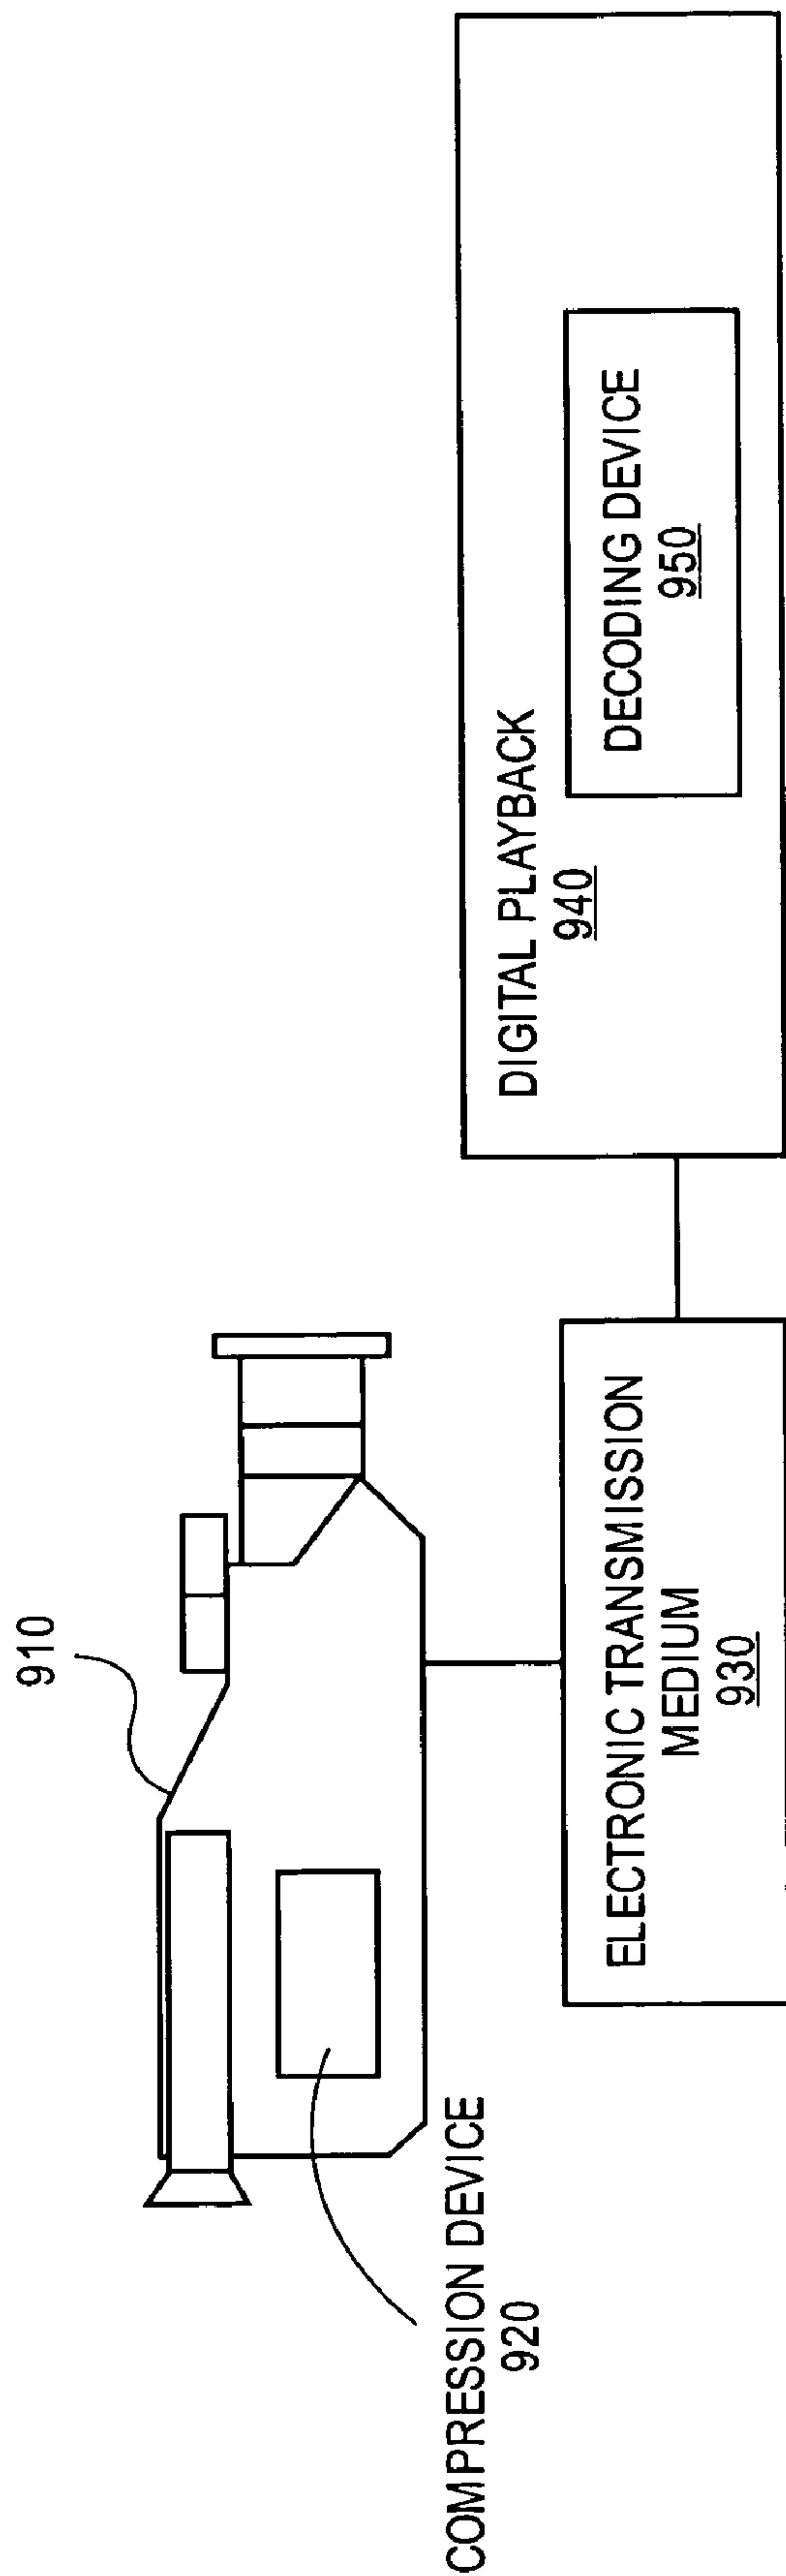 910
COMPRESSION DEVICE
920
ELECTRONIC TRANSMISSION
MEDIUM
930
DIGITAL PLAYBACK
940
DECODING DEVICE
950